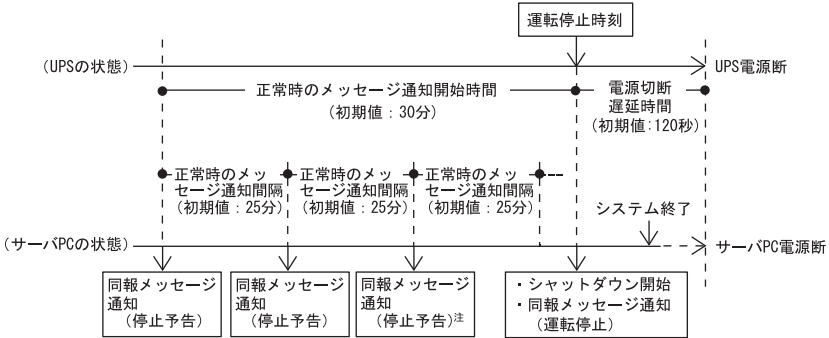 運転停止時刻
(UPSの状態)
UPS電源断
正常時のメッセージ通知開始時間
(初期値：30分)
電源切断
遅延時間
(初期値:120秒)
正常時のメッ
セージ通知間隔
(初期値：25分)
正常時のメッ
セージ通知間隔
(初期値：25分)
正常時のメッ
セージ通知間隔
(初期値：25分)
システム終了
(サーバPCの状態)
サーバPC電源断
同報メッセージ
通知
(停止予告)
同報メッセージ
通知
(停止予告)
同報メッセージ
通知
(停止予告)注
・シャットダウン開始
・同報メッセージ通知
(運転停止)